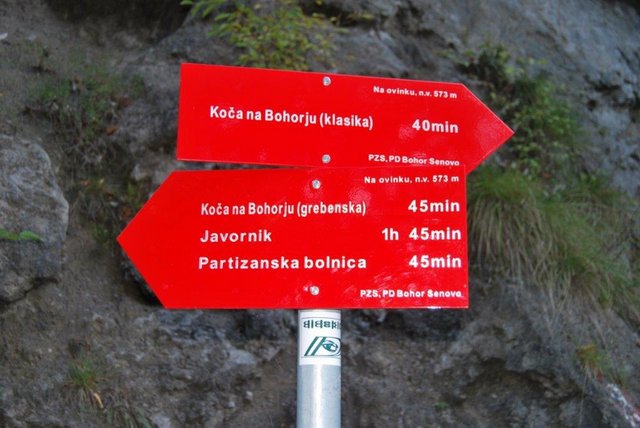 Na ovinku, n.v. 573 m
Koča na Bohorju (klasika) 40min
PZS, PD Bohor Senovo
Na ovinku, n.v. 573 m
Koča na Bohorju (grebenska) 45min
Javornik 1h 45min
Partizanska bolnica 45min
PZS, PD Bohor Senovo